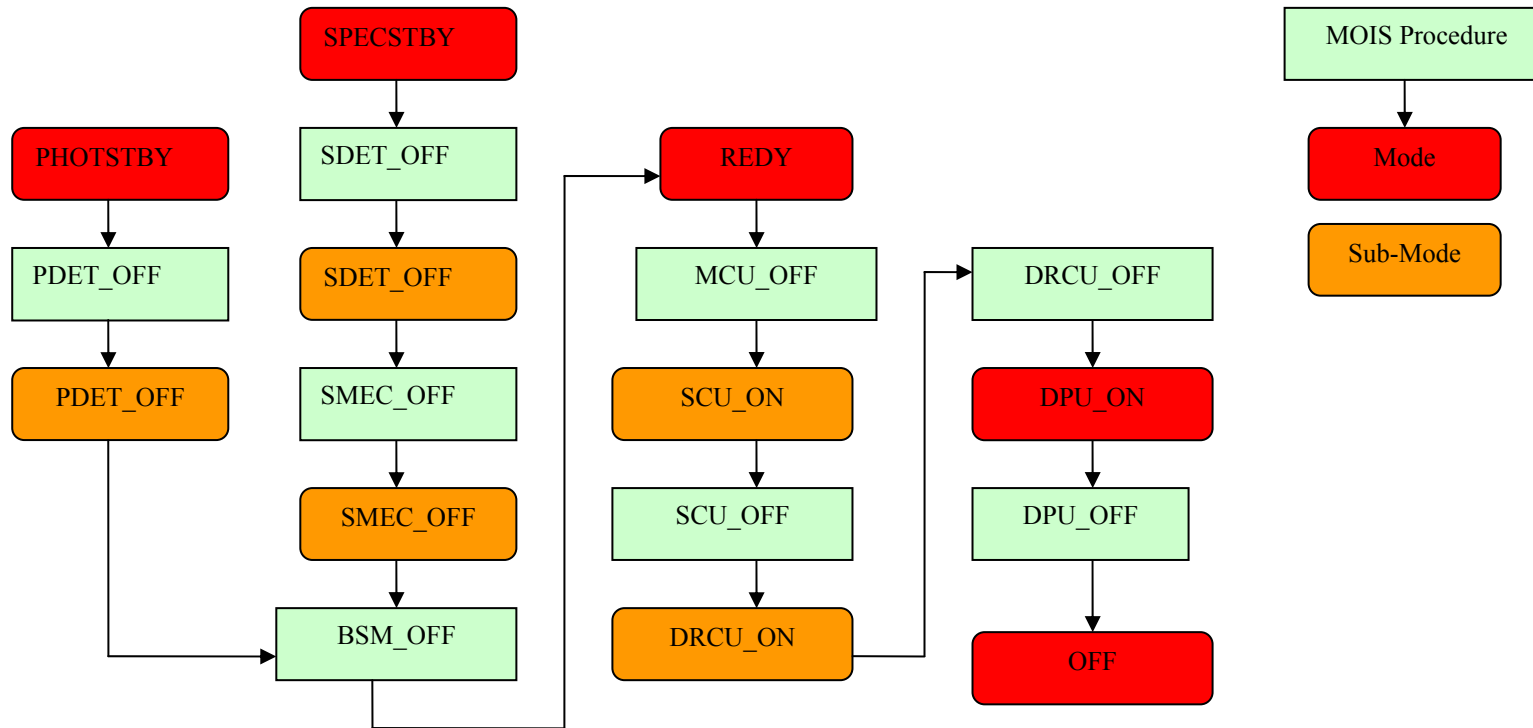 SPECSTBY
MOIS Procedure
PHOTSTBY
SDET_OFF
REDY
Mode
PDET_OFF
SDET_OFF
MCU_OFF
DRCU_OFF
Sub-Mode
PDET_OFF
SMEC_OFF
SCU_ON
DPU_ON
SMEC_OFF
SCU_OFF
DPU_OFF
BSM_OFF
DRCU_ON
OFF